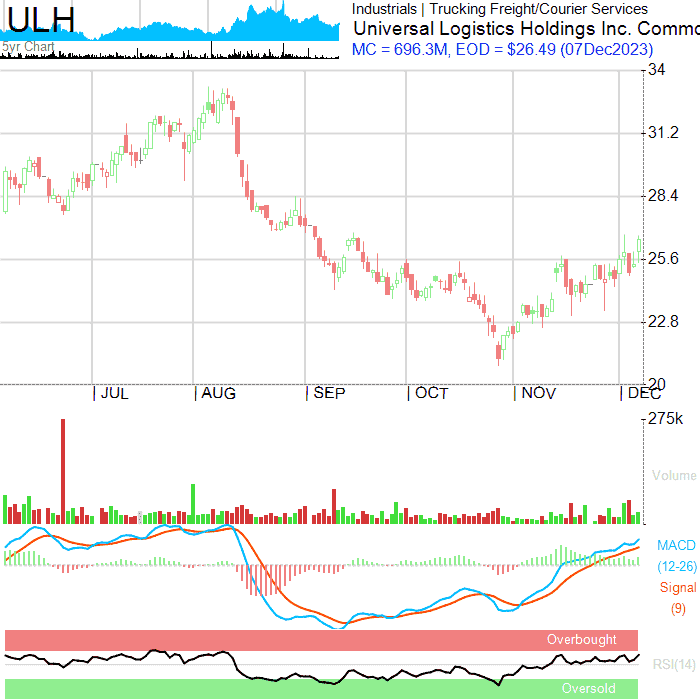 ULH
5yr Chart
Industrials | Trucking Freight/Courier Services
Universal Logistics Holdings Inc. Commo
MC = 696.3M, EOD = $26.49 (07Dec2023)
34
31.2
28.4
25.6
22.8
20
JUL
AUG
SEP
OCT
NOV
DEC
275k
Volume
MACD
(12-26)
Signal
(9)
Overbought
RSI(14)
Oversold